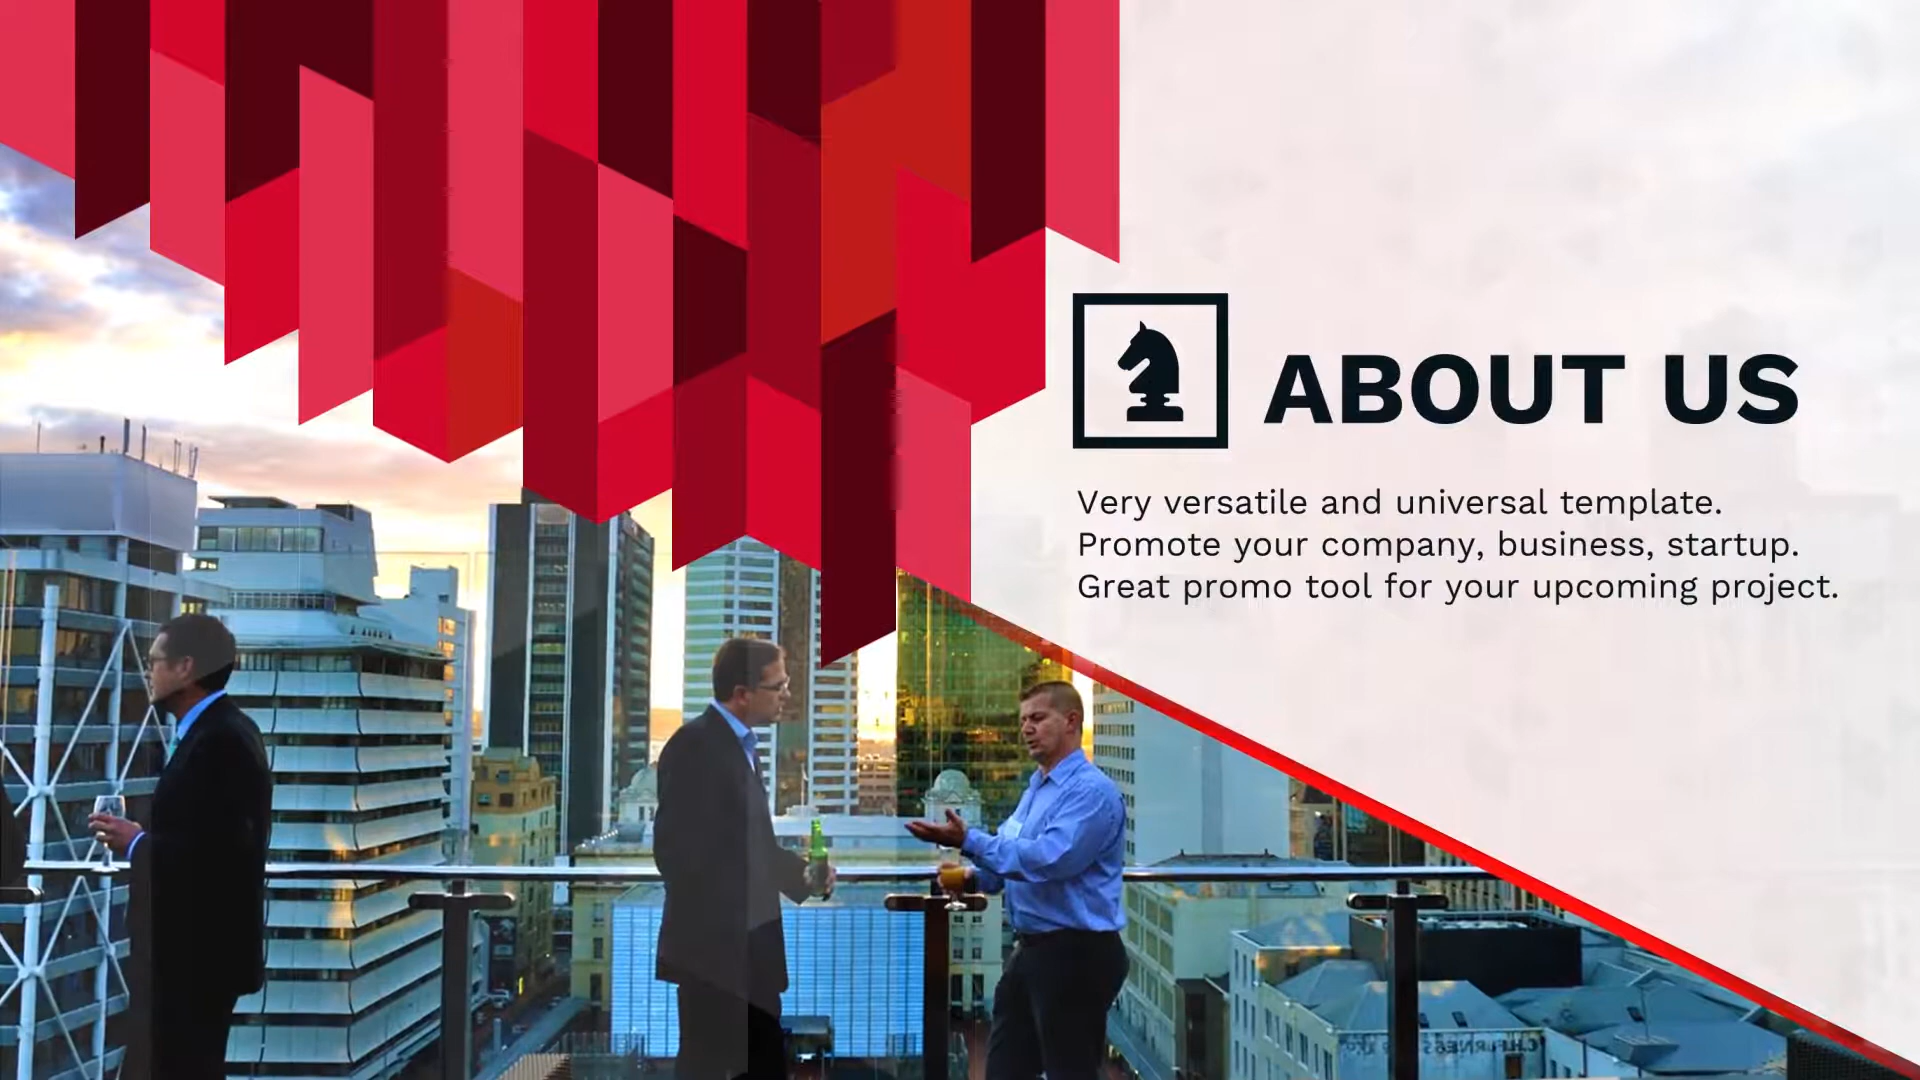 ABOUT US
Very versatile and universal template.
Promote your company, business, startup.
Great promo tool for your upcoming project.